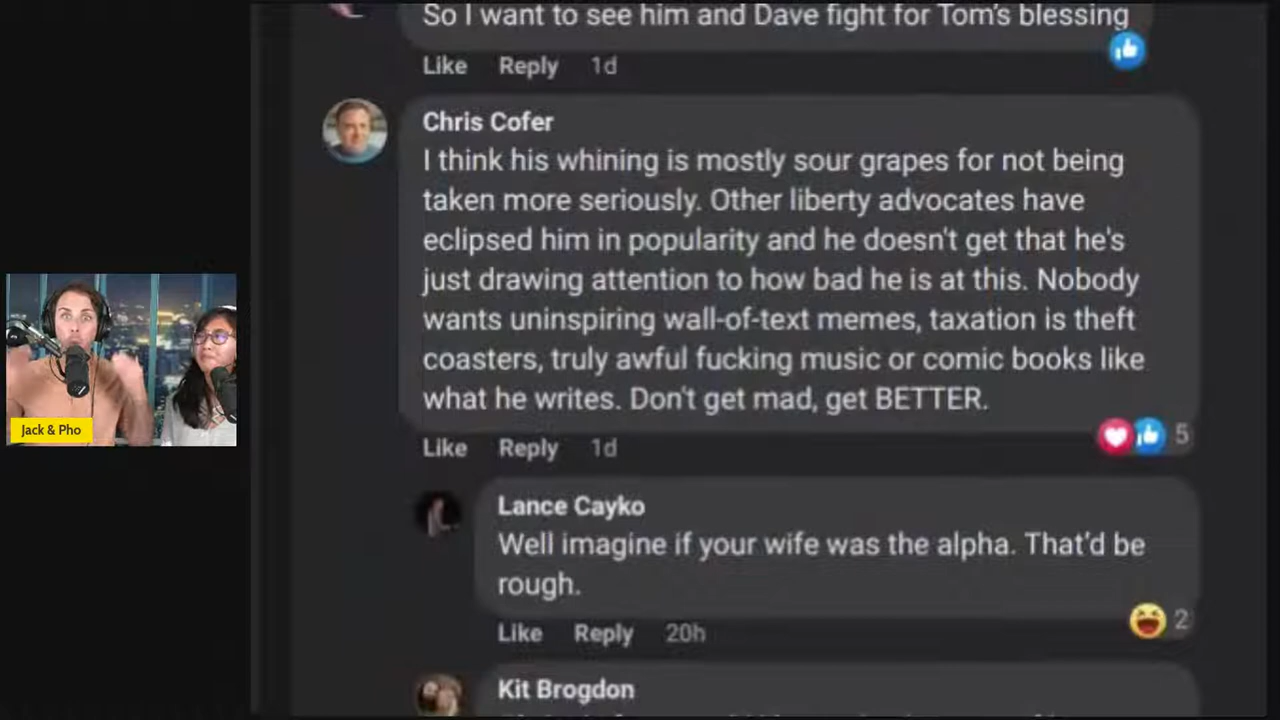 So I want to see him and Dave fight for Tom's blessing
Like Reply 1d
Chris Cofer
I think his whining is mostly sour grapes for not being
taken more seriously. Other liberty advocates have
eclipsed him in popularity and he doesn't get that he's
just drawing attention to how bad he is at this. Nobody
wants uninspiring wall-of-text memes, taxation is theft
coasters, truly awful fucking music or comic books like
what he writes. Don't get mad, get BETTER.
5
Like Reply 1d
Lance Cayko
Well imagine if your wife was the alpha. That'd be
rough.
2
Like Reply 20h
Kit Brogdon
Jack & Pho